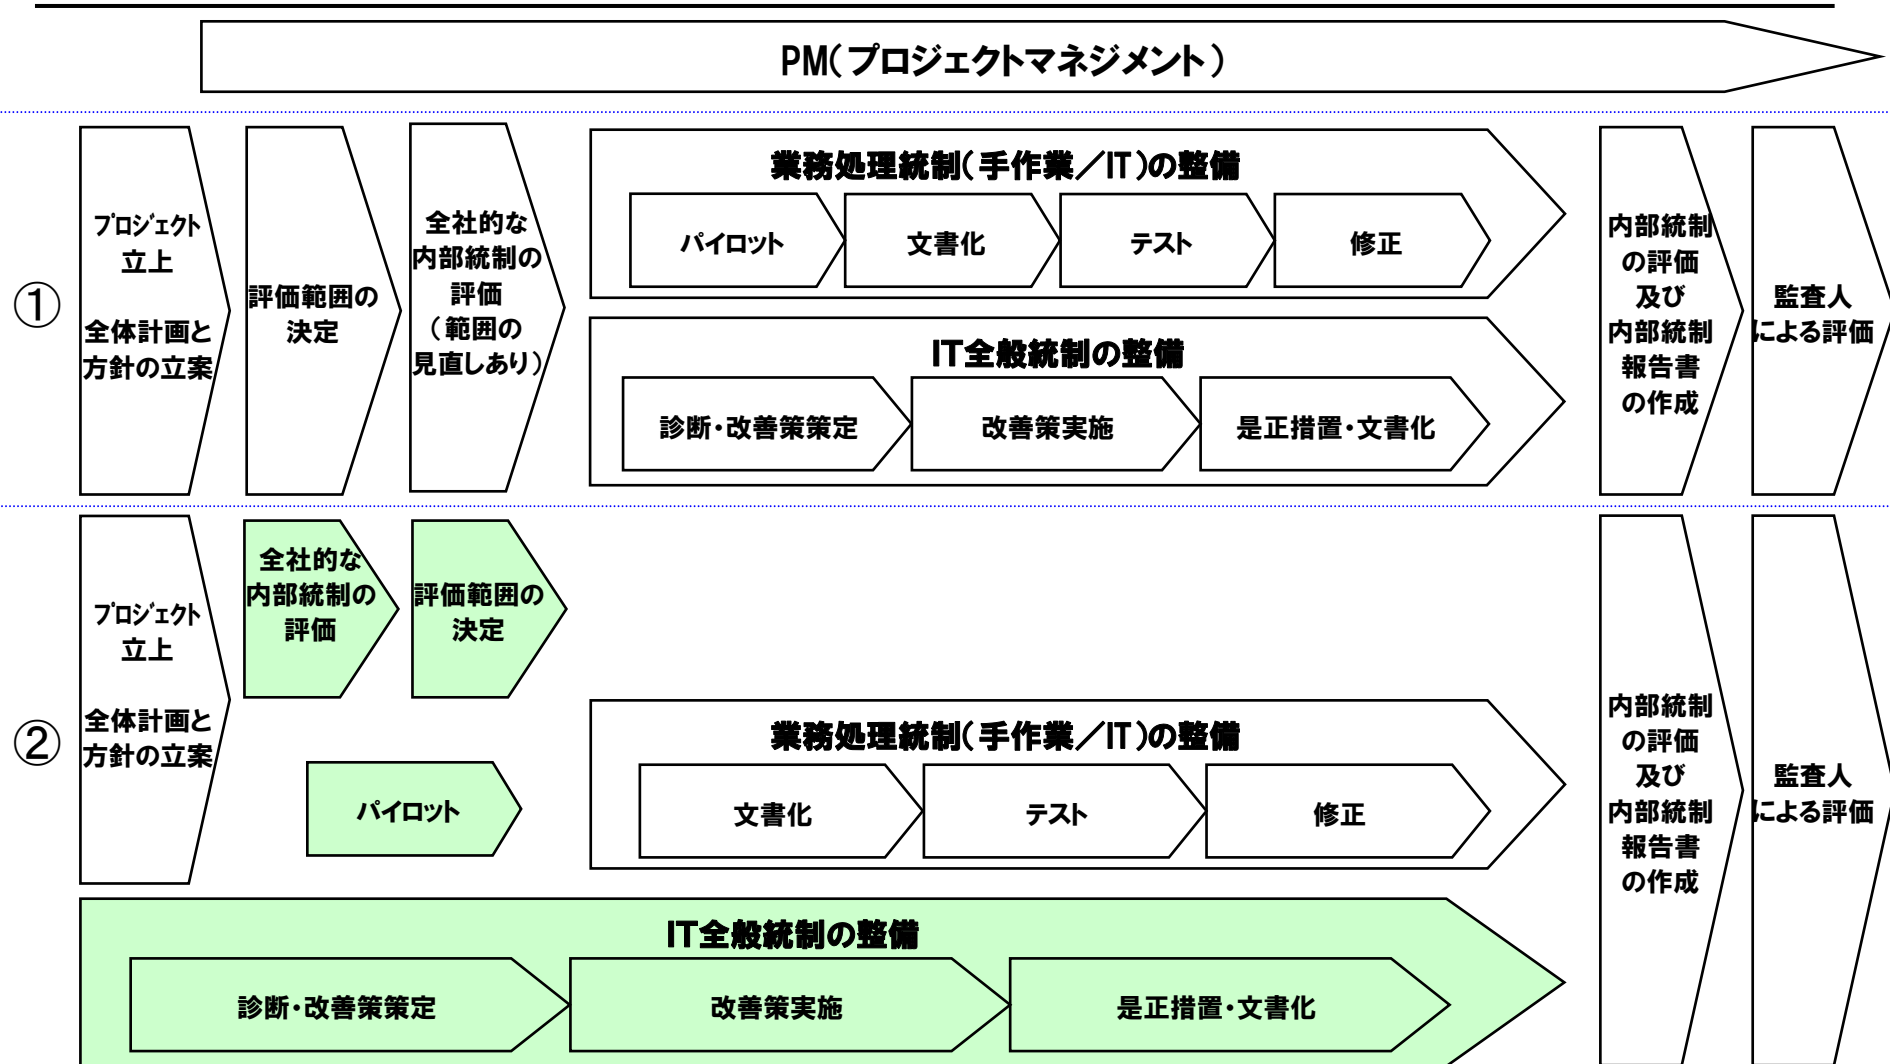 PM(プロジェクトマネジメント)
①
プロジェクト
立上
全体計画と
方針の立案
評価範囲の
決定
全社的な
内部統制の
評価
(範囲の
見直しあり)
業務処理統制(手作業／IT)の整備
パイロット
文書化
テスト
修正
IT全般統制の整備
診断・改善策策定
改善策実施
是正措置・文書化
内部統制
の評価
及び
内部統制
報告書
の作成
監査人
による評価
②
プロジェクト
立上
全体計画と
方針の立案
全社的な
内部統制の
評価
評価範囲の
決定
パイロット
業務処理統制(手作業／IT)の整備
文書化
テスト
修正
IT全般統制の整備
診断・改善策策定
改善策実施
是正措置・文書化
内部統制
の評価
及び
内部統制
報告書
の作成
監査人
による評価